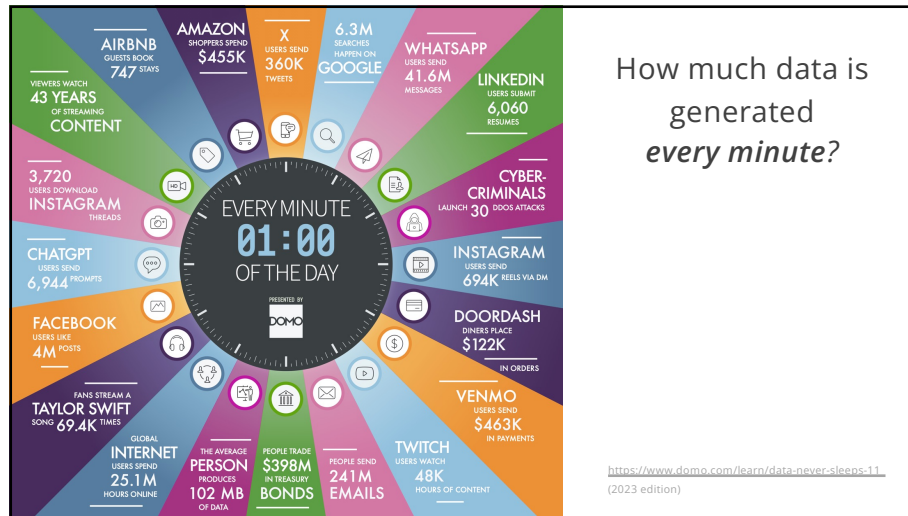 AIRBNB
GUESTS BOOK
747 STAYS
AMAZON
SHOPPERS SPEND
$455K
X
USERS SEND
360K
TWEETS
6.3M
SEARCHES
HAPPEN ON
GOOGLE
WHATSAPP
USERS SEND
41.6M
MESSAGES
LINKEDIN
USERS SUBMIT
6,060
RESUMES
CYBER-
CRIMINALS
LAUNCH 30 DDOS ATTACKS
INSTAGRAM
USERS SEND
694K REELS VIA DM
DOORDASH
DINERS PLACE
$122K
IN ORDERS
VENMO
USERS SEND
$463K
IN PAYMENTS
TWITCH
USERS WATCH
48K
HOURS OF CONTENT
PEOPLE SEND
241M
EMAILS
PEOPLE TRADE
$398M
IN TREASURY
BONDS
THE AVERAGE
PERSON
PRODUCES
102 MB
OF DATA
GLOBAL
INTERNET
USERS SPEND
25.1M
HOURS ONLINE
FANS STREAM A
TAYLOR SWIFT
SONG 69.4K TIMES
FACEBOOK
USERS LIKE
4M POSTS
CHATGPT
USERS SEND
6,944 PROMPTS
3,720
USERS DOWNLOAD
INSTAGRAM
THREADS
VIEWERS WATCH
43 YEARS
OF STREAMING
CONTENT
HD
EVERY MINUTE
01:00
OF THE DAY
PRESENTED BY
DOMO
How much data is
generated
every minute?
https://www.domo.com/learn/data-never-sleeps-11
(2023 edition)